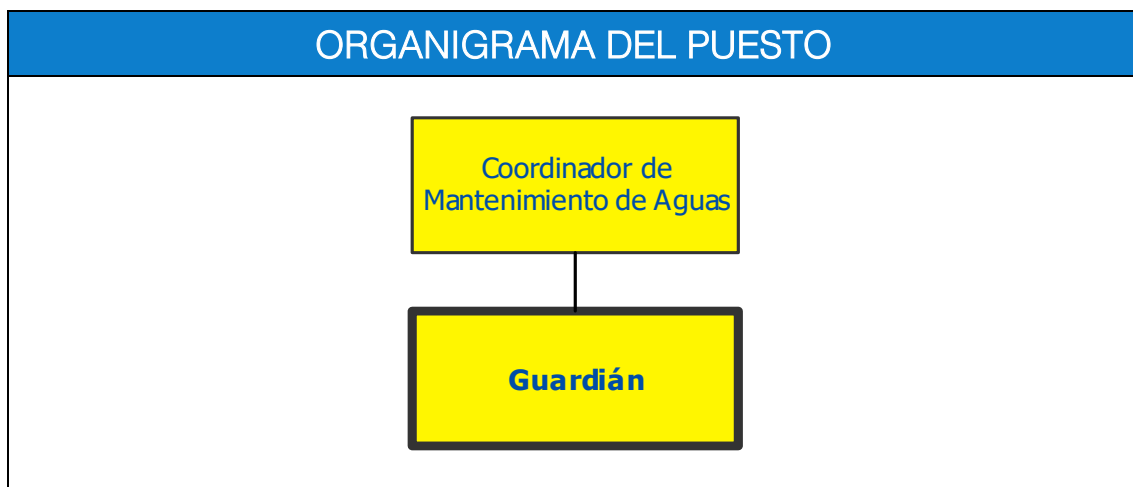 ORGANIGRAMA DEL PUESTO
Coordinador de
Mantenimiento de Aguas
Guardián